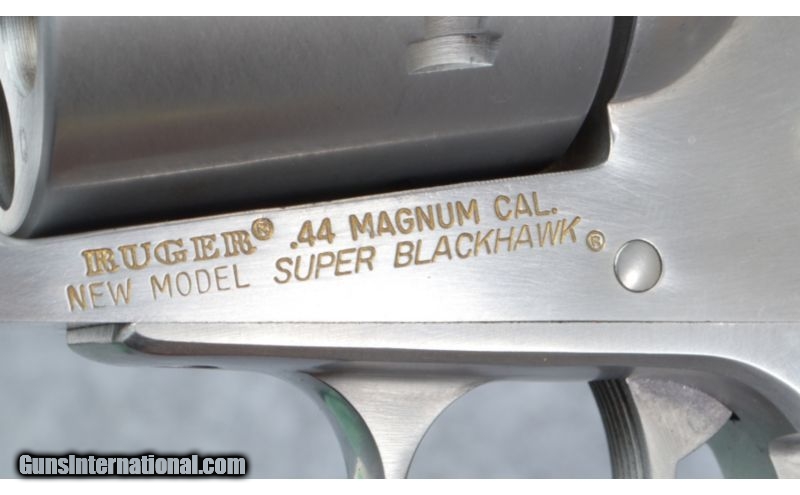 RUGER® .44 MAGNUM CAL.
NEW MODEL SUPER BLACKHAWK®
GunsInternational.com